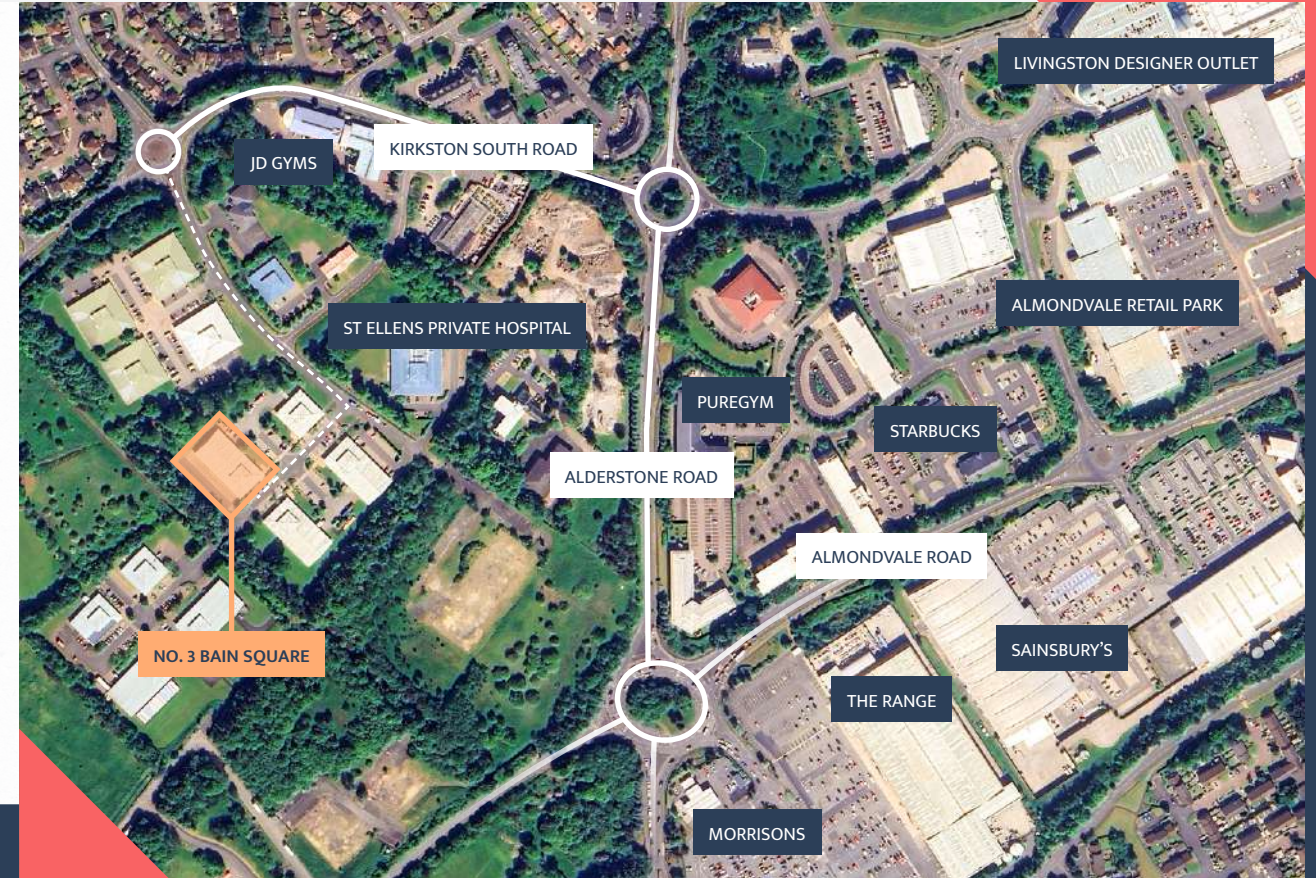 LIVINGSTON DESIGNER OUTLET
KIRKSTON SOUTH ROAD
JD GYMS
ALMONDVALE RETAIL PARK
ST ELLENS PRIVATE HOSPITAL
PUREGYM
STARBUCKS
ALDERSTONE ROAD
ALMONDVALE ROAD
SAINSBURY'S
NO. 3 BAIN SQUARE
THE RANGE
MORRISONS